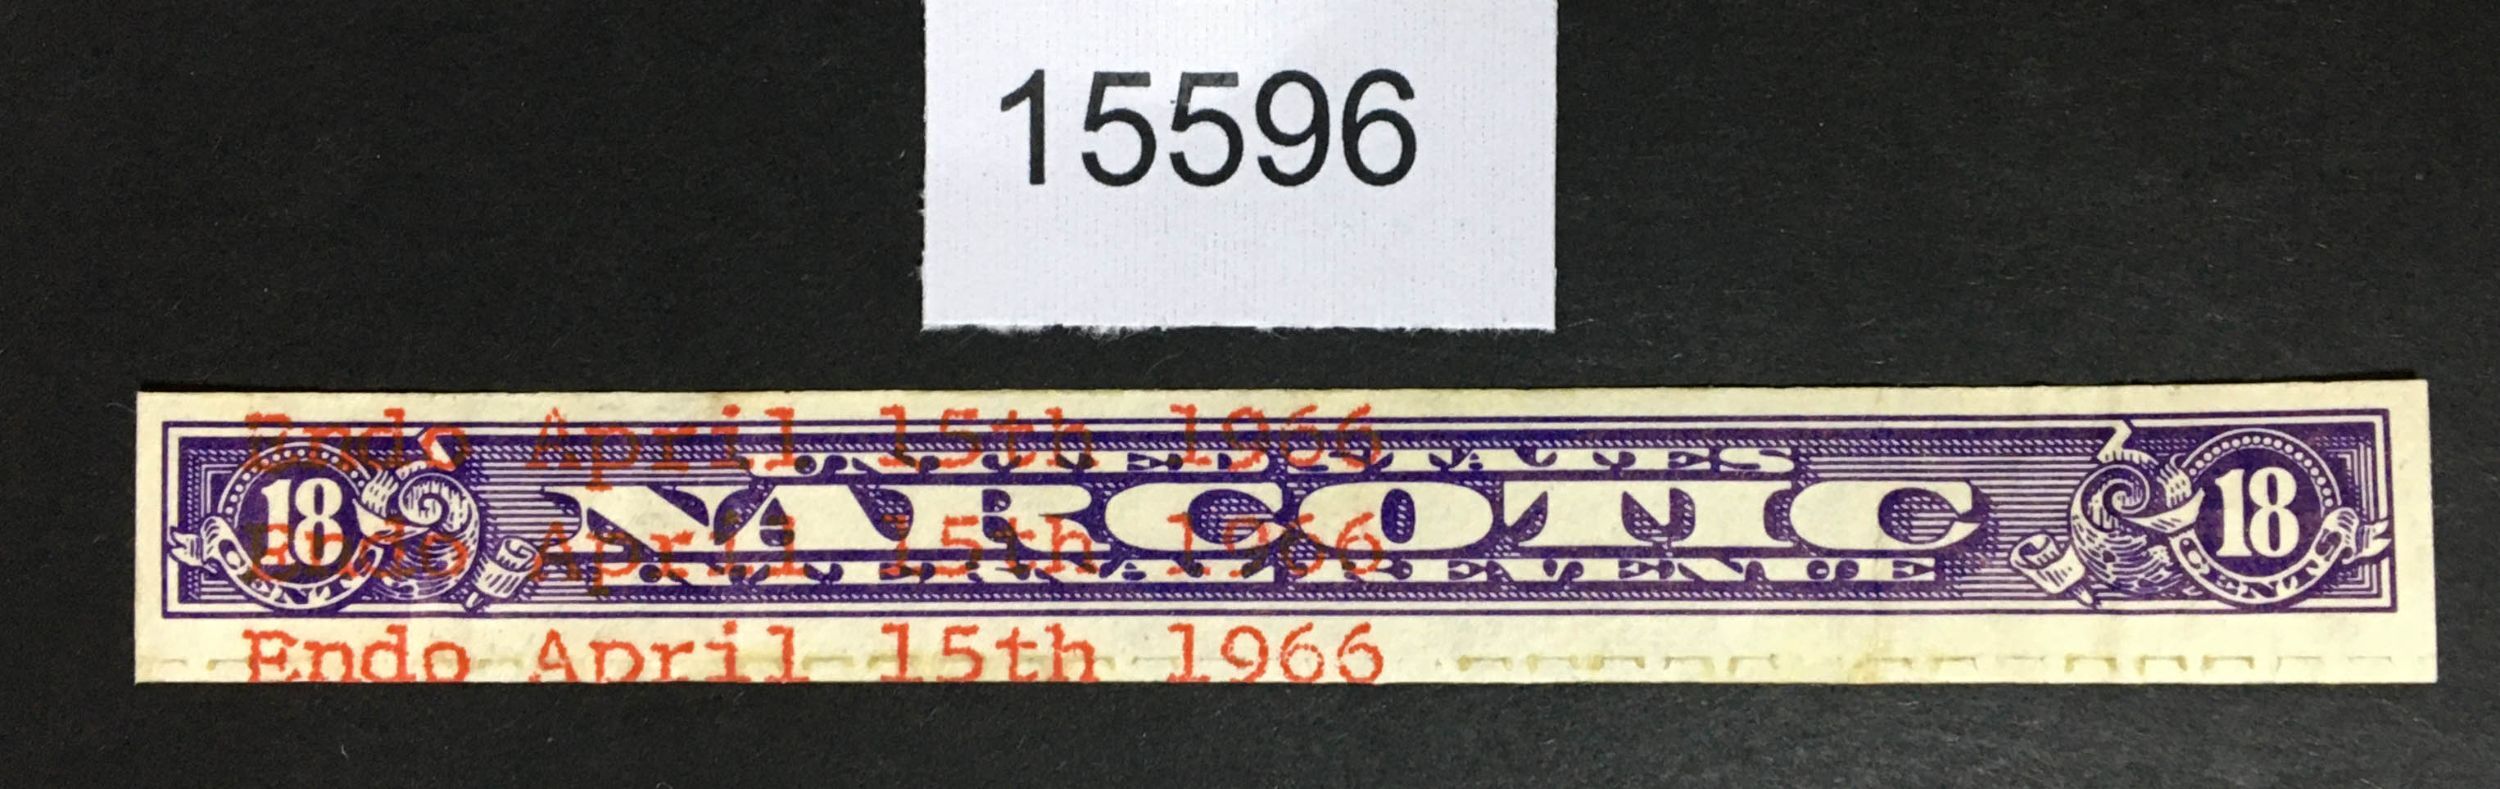 15596
Endo April 15th 1966
UNITED STATES
18 NARCOTIC 18
Endo April 15th 1966
CENTS INTERNAL REVENUE CENTS
Endo April 15th 1966